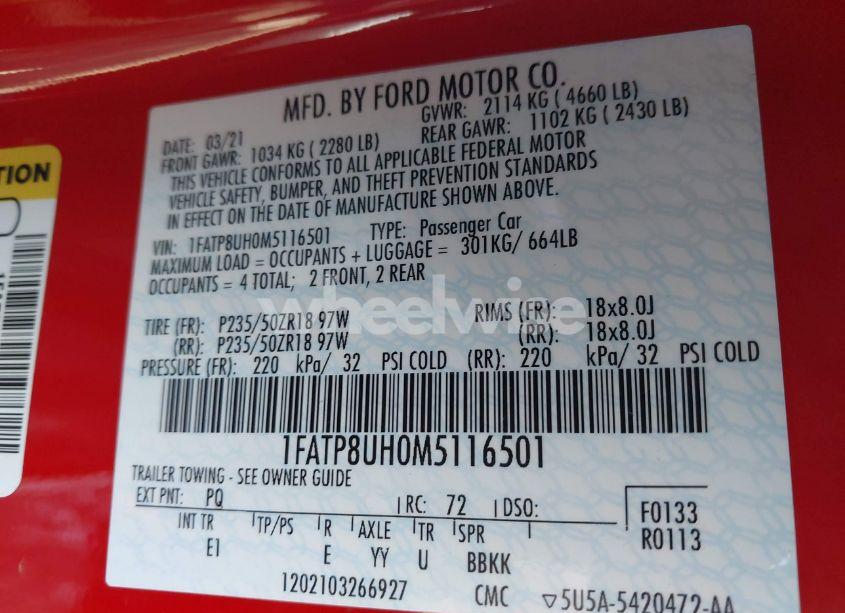 MFD. BY FORD MOTOR CO.
DATE: 03/21 GVWR: 2114 KG ( 4660 LB)
FRONT GAWR: 1034 KG ( 2280 LB) REAR GAWR: 1102 KG ( 2430 LB)
THIS VEHICLE CONFORMS TO ALL APPLICABLE FEDERAL MOTOR
VEHICLE SAFETY, BUMPER, AND THEFT PREVENTION STANDARDS
IN EFFECT ON THE DATE OF MANUFACTURE SHOWN ABOVE.
VIN: 1FATP8UH0M5116501 TYPE: Passenger Car
MAXIMUM LOAD = OCCUPANTS + LUGGAGE = 301KG/ 664LB
OCCUPANTS = 4 TOTAL; 2 FRONT, 2 REAR
wheelwise
TIRE (FR): P235/50ZR18 97W RIMS (FR): 18x8.0J
(RR): P235/50ZR18 97W (RR): 18x8.0J
PRESSURE (FR): 220 kPa/ 32 PSI COLD (RR): 220 kPa/ 32 PSI COLD
1FATP8UH0M5116501
TRAILER TOWING - SEE OWNER GUIDE
EXT PNT: PQ RC: 72 DSO: F0133
INT TR TP/PS R AXLE TR SPR R0113
E1 E YY U BBKK
1202103266927 CMC ▽5U5A-5420472-AA
TION